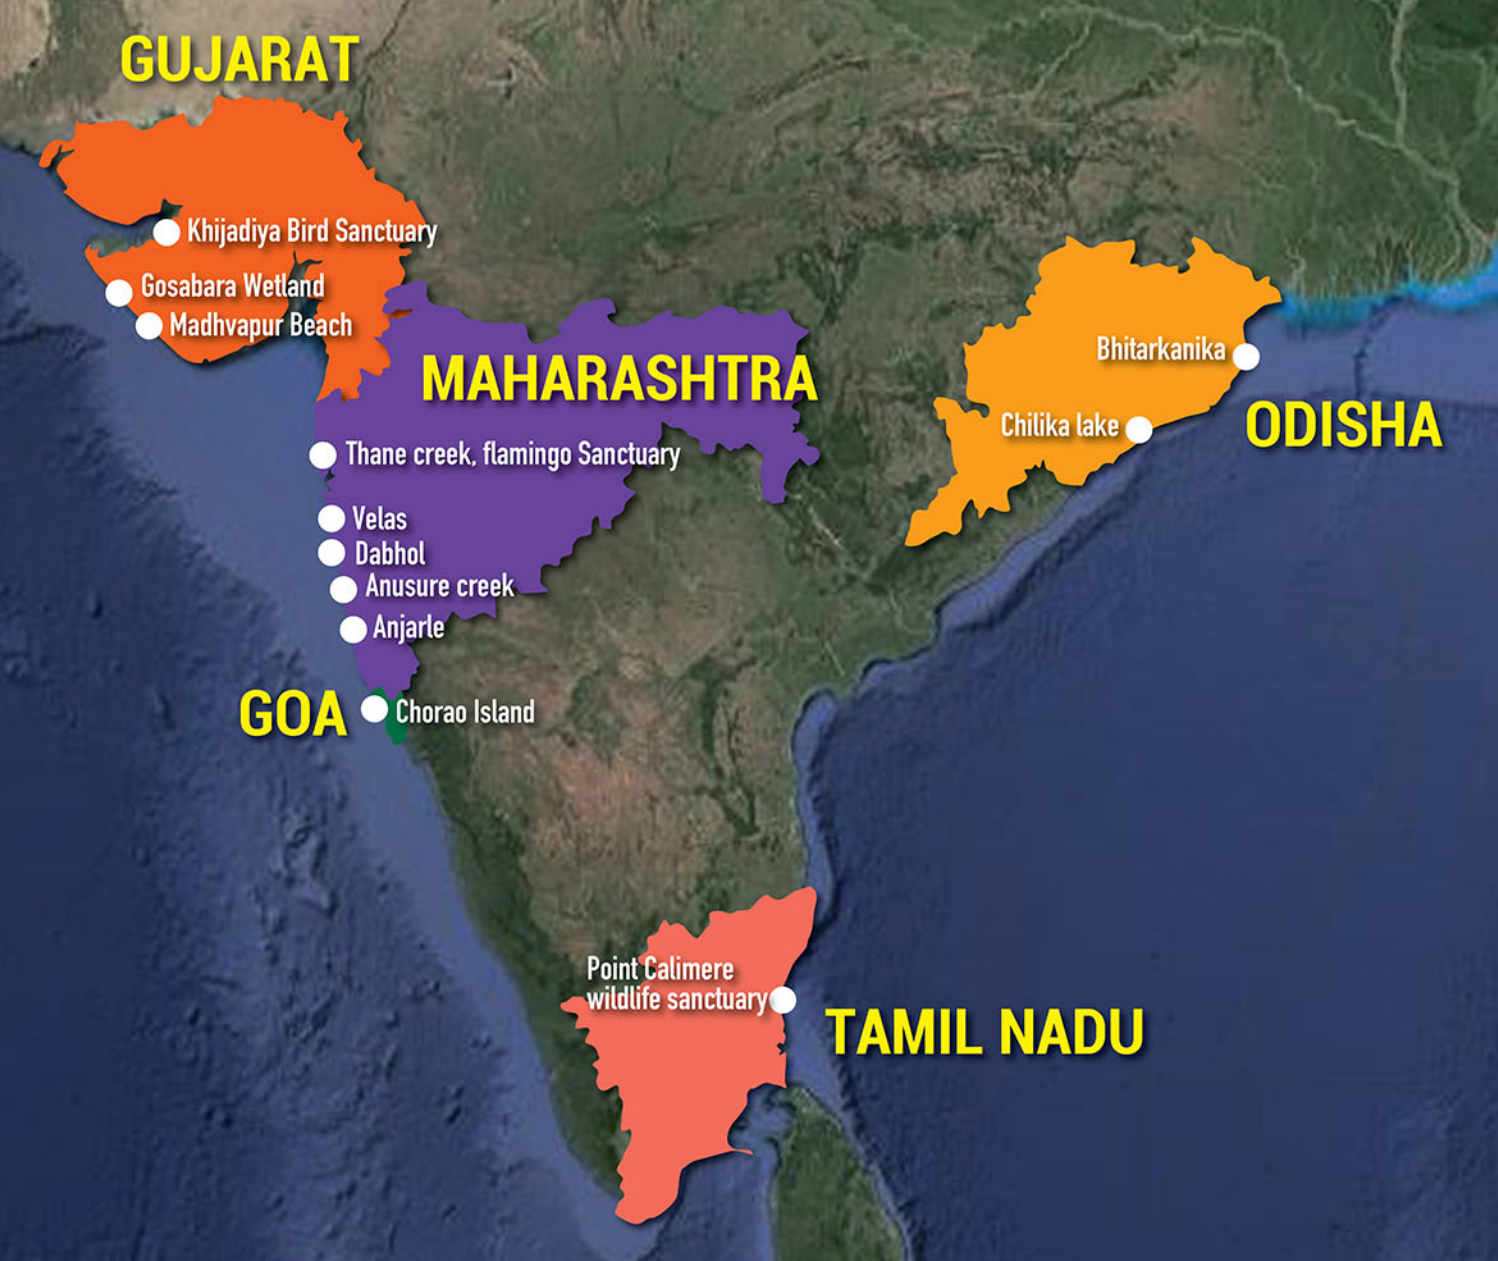 GUJARAT
Khijadiya Bird Sanctuary
Gosabara Wetland
Madhvapur Beach
MAHARASHTRA
Bhitarkanika
Chilika lake
ODISHA
Thane creek, flamingo Sanctuary
Velas
Dabhol
Anusure creek
Anjarle
GOA
Chorao Island
Point Calimere
wildlife sanctuary
TAMIL NADU